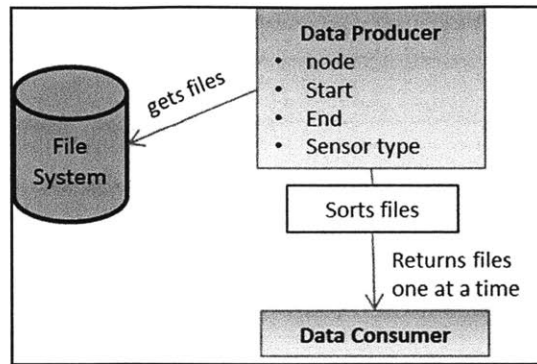 Data Producer
• node
• Start
• End
• Sensor type
gets files
File
System
Sorts files
Returns files
one at a time
Data Consumer